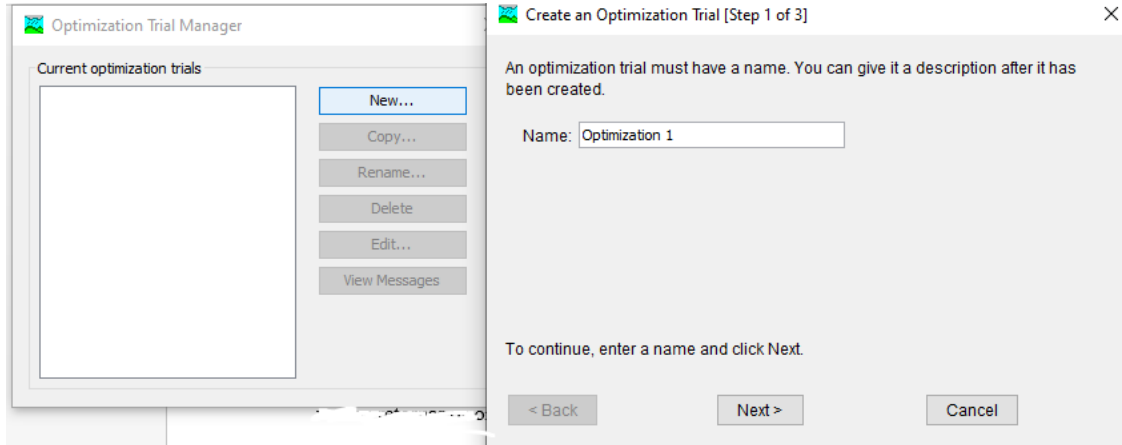 Optimization Trial Manager
Current optimization trials
New...
Copy...
Rename...
Delete
Edit...
View Messages
Create an Optimization Trial [Step 1 of 3]
An optimization trial must have a name. You can give it a description after it has
been created.
Name: Optimization 1
To continue, enter a name and click Next.
< Back
Next >
Cancel